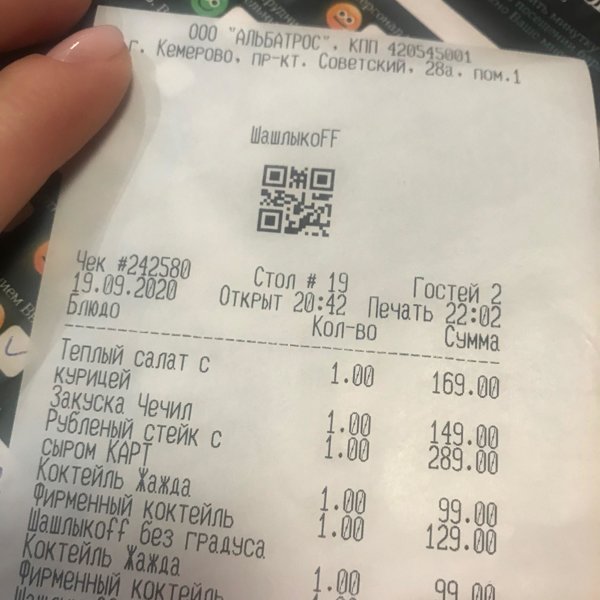 ООО "АЛЬБАТРОС", КПП 420545001
г. Кемерово, пр-кт. Советский, 28а, пом.1
ШашлыкоFF
Чек #242580 Стол # 19 Гостей 2
19.09.2020 Открыт 20:42 Печать 22:02
Блюдо Кол-во Сумма
Теплый салат с
курицей 1.00 169.00
Закуска Чечил 1.00 149.00
Рубленый стейк с
сыром КАРТ 1.00 289.00
Коктейль Жажда 1.00 99.00
Фирменный коктейль
Шашлыкоff без градуса 1.00 129.00
Коктейль Жажда 1.00 99.00
Фирменный коктейль